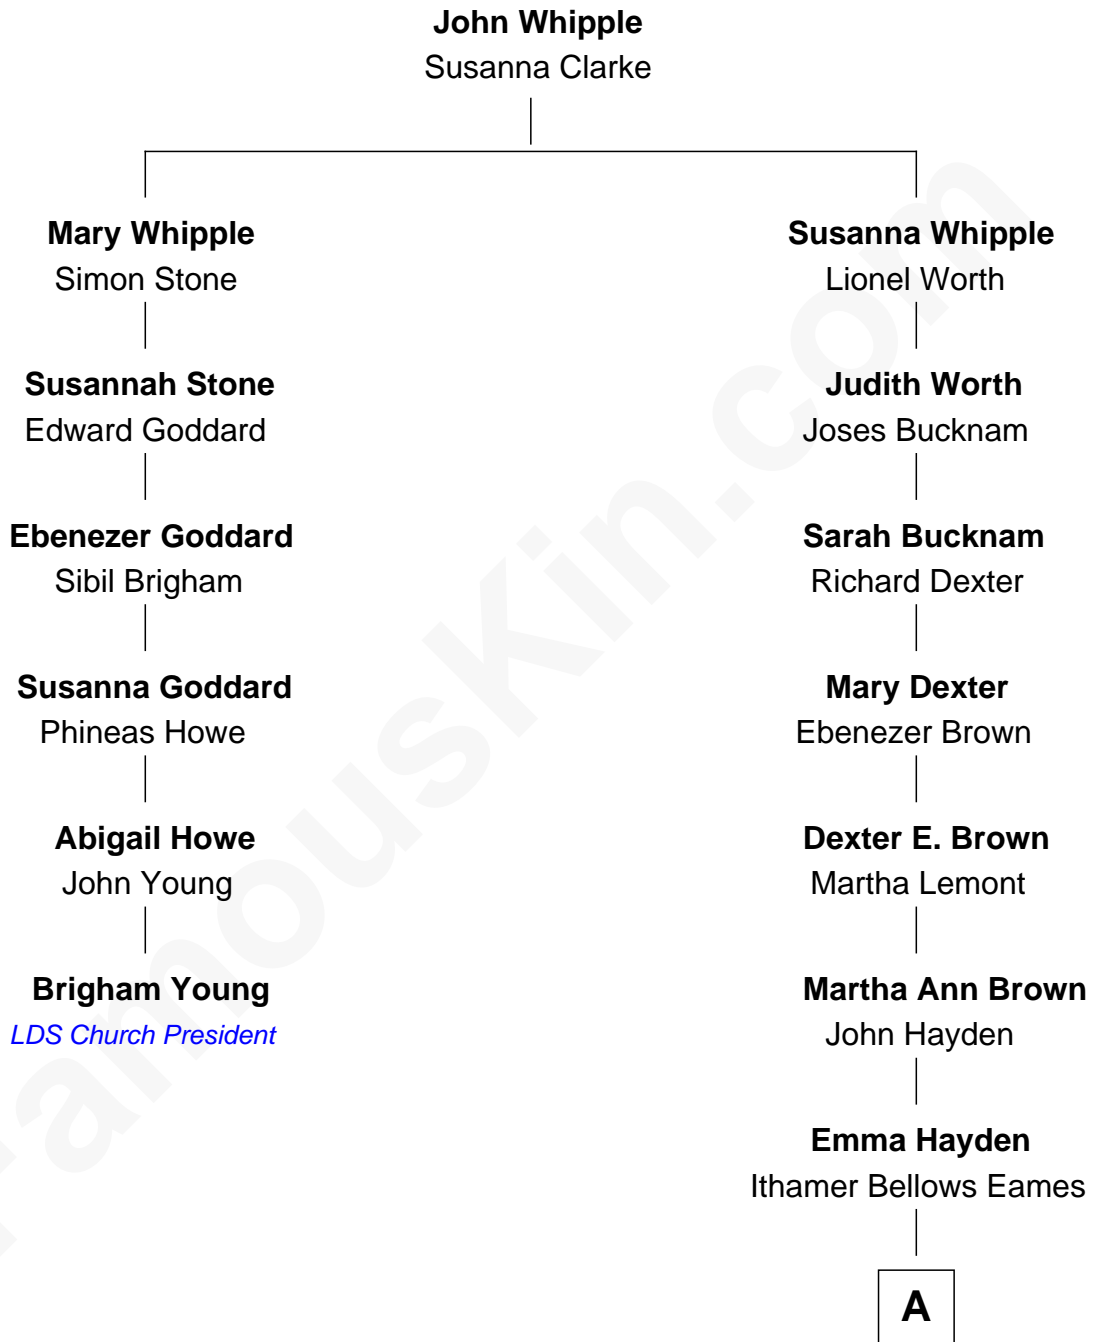 John Whipple
Susanna Clarke
Mary Whipple
Simon Stone
Susannah Stone
Edward Goddard
Ebenezer Goddard
Sibil Brigham
Susanna Goddard
Phineas Howe
Abigail Howe
John Young
Brigham Young
LDS Church President
Susanna Whipple
Lionel Worth
Judith Worth
Joses Bucknam
Sarah Bucknam
Richard Dexter
Mary Dexter
Ebenezer Brown
Dexter E. Brown
Martha Lemont
Martha Ann Brown
John Hayden
Emma Hayden
Ithamer Bellows Eames
A
FamousKin.com